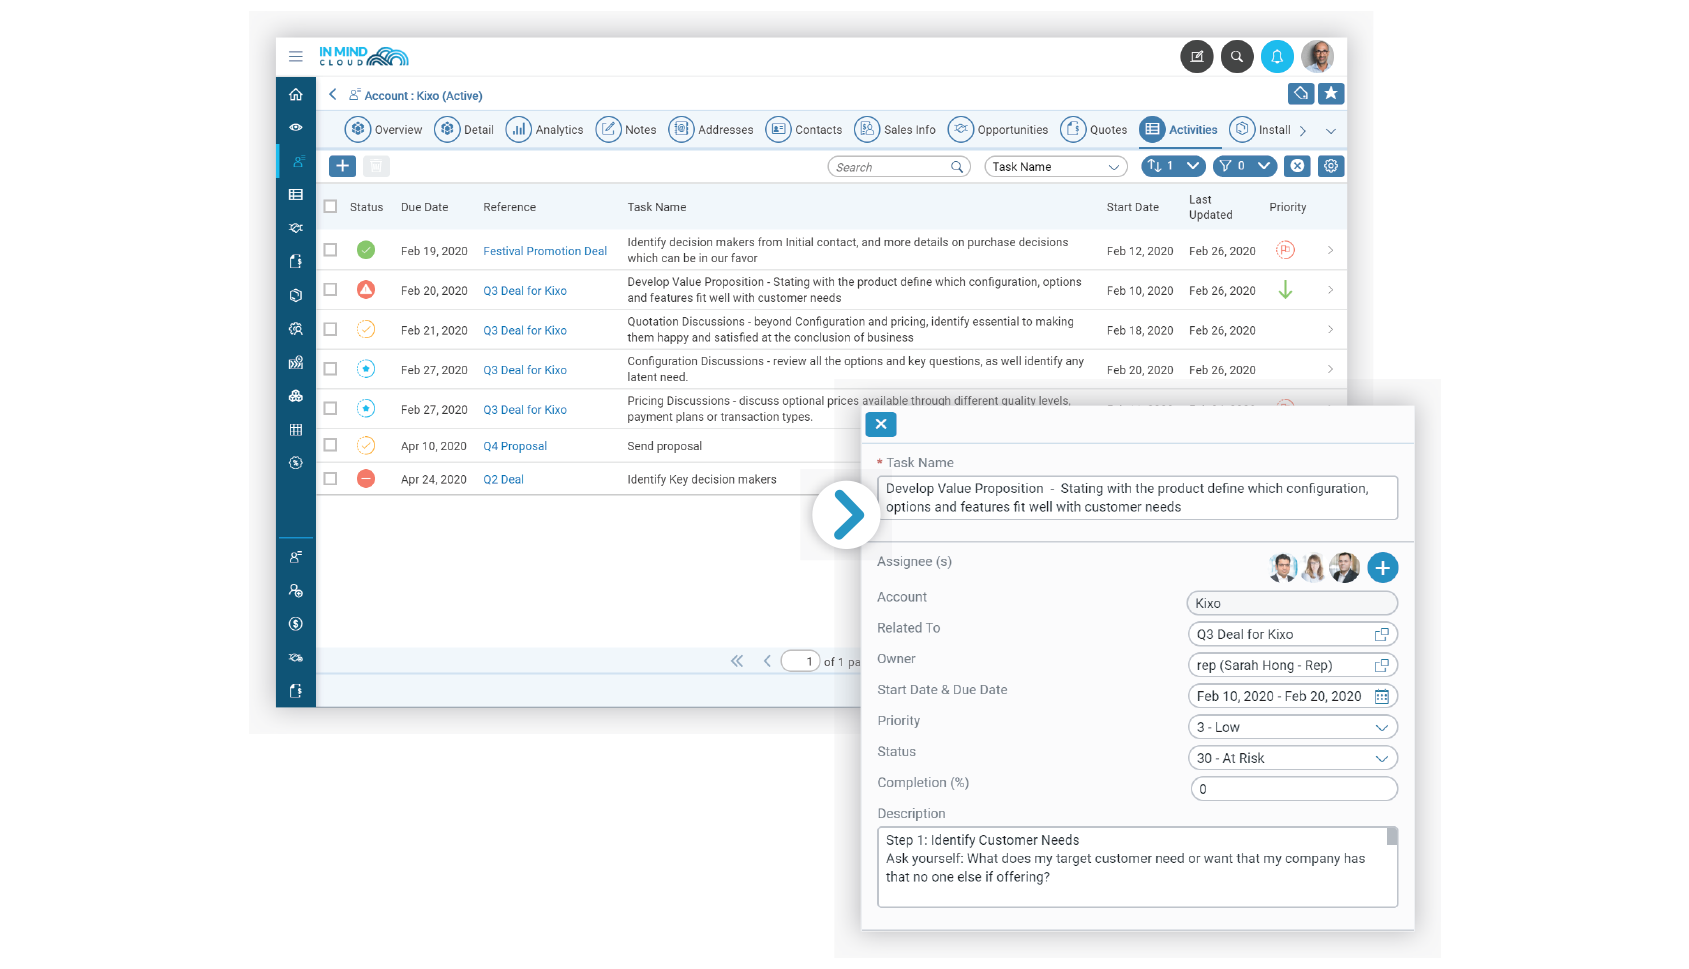 IN MIND
CLOUD
Account : Kixo (Active)
Overview Detail Analytics Notes Addresses Contacts Sales Info Opportunities Quotes Activities Install
Search Task Name 1 0
Status Due Date Reference Task Name Start Date Last Updated Priority
Feb 19, 2020 Festival Promotion Deal Identify decision makers from Initial contact, and more details on purchase decisions Feb 12, 2020 Feb 26, 2020
which can be in our favor
Feb 20, 2020 Q3 Deal for Kixo Develop Value Proposition - Stating with the product define which configuration, options Feb 10, 2020 Feb 26, 2020
and features fit well with customer needs
Feb 21, 2020 Q3 Deal for Kixo Quotation Discussions - beyond Configuration and pricing, identify essential to making Feb 18, 2020 Feb 26, 2020
them happy and satisfied at the conclusion of business
Feb 27, 2020 Q3 Deal for Kixo Configuration Discussions - review all the options and key questions, as well identify any Feb 20, 2020 Feb 26, 2020
latent need.
Feb 27, 2020 Q3 Deal for Kixo Pricing Discussions - discuss optional prices available through different quality levels,
payment plans or transaction types.
Apr 10, 2020 Q4 Proposal Send proposal
Apr 24, 2020 Q2 Deal Identify Key decision makers
1 of 1 pa
* Task Name
Develop Value Proposition - Stating with the product define which configuration,
options and features fit well with customer needs
Assignee (s)
Account Kixo
Related To Q3 Deal for Kixo
Owner rep (Sarah Hong - Rep)
Start Date & Due Date Feb 10, 2020 - Feb 20, 2020
Priority 3 - Low
Status 30 - At Risk
Completion (%) 0
Description
Step 1: Identify Customer Needs
Ask yourself: What does my target customer need or want that my company has
that no one else if offering?